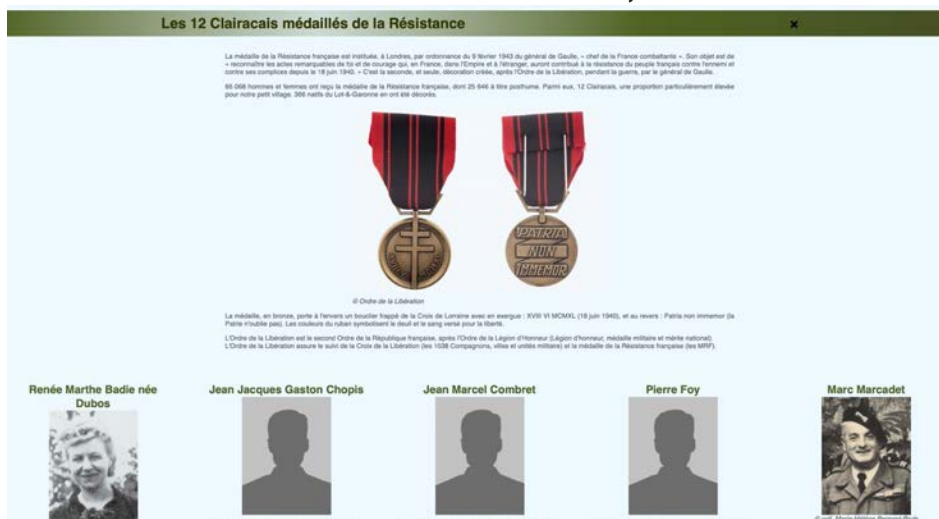 Les 12 Clairacais médaillés de la Résistance
×
La médaille de la Résistance française est instituée, à Londres, par ordonnance du 9 février 1943 du général de Gaulle, « chef de la France combattante ». Son objet est de
« reconnaître les actes remarquables de foi et de courage qui, en France, dans l'Empire et à l'étranger, auront contribué à la résistance du peuple français contre l'ennemi et
contre ses complices depuis le 18 juin 1940. » C'est la seconde, et seule, décoration créée, après l'Ordre de la Libération, pendant la guerre, par le général de Gaulle.
hommes et femmes ont reçu la médaille de la Résistance française, dont 25 à titre posthume. Parmi eux, 12 Clairacais, une proportion particulièrement élevée
pour notre petit village. 366 natifs du Lot-&-Garonne en ont été décorés.
PATRIA
NON
IMMEMOR
© Ordre de la Libération
La médaille, en bronze, porte à l'envers un bouclier frappé de la Croix de Lorraine avec en exergue : XVIII VI MCMXL (18 juin 1940), et au revers : Patria non immemor (la
Patrie n'oublie pas). Les couleurs du ruban symbolisent le deuil et le sang versé pour la liberté.
L'Ordre de la Libération est le second Ordre de la République française, après l'Ordre de la Légion d'Honneur (Légion d'honneur, médaille militaire et mérite national).
L'Ordre de la Libération assure le suivi de la Croix de la Libération (les 1038 Compagnons, villes et unités militaire) et la médaille de la Résistance française (les MRF).
Renée Marthe Badie née
Dubos
Jean Jacques Gaston Chopis
Jean Marcel Combret
Pierre Foy
Marc Marcadet